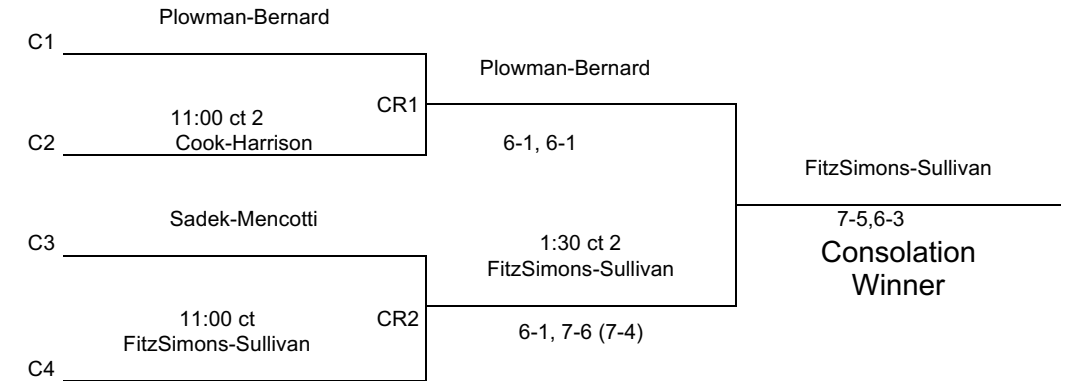 Plowman-Bernard
C1
Plowman-Bernard
CR1
11:00 ct 2
C2
Cook-Harrison
6-1, 6-1
FitzSimons-Sullivan
Sadek-Mencotti
7-5,6-3
C3
1:30 ct 2
Consolation
FitzSimons-Sullivan
Winner
11:00 ct
CR2
6-1, 7-6 (7-4)
FitzSimons-Sullivan
C4